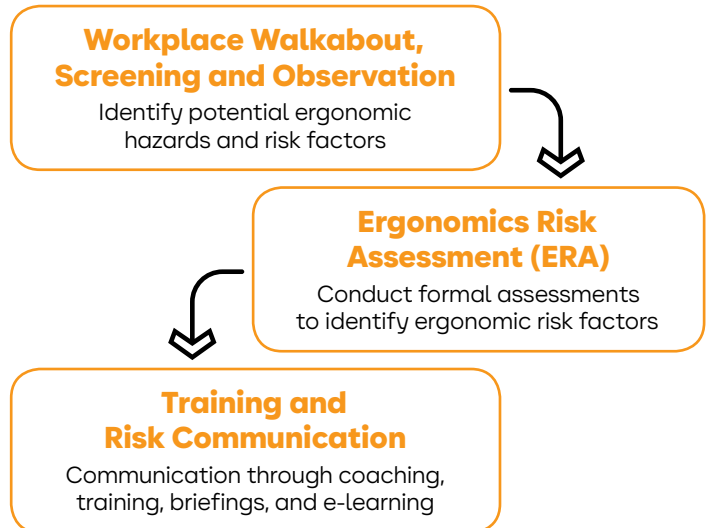 Workplace Walkabout,
Screening and Observation
Identify potential ergonomic
hazards and risk factors
Ergonomics Risk
Assessment (ERA)
Conduct formal assessments
to identify ergonomic risk factors
Training and
Risk Communication
Communication through coaching,
training, briefings, and e-learning